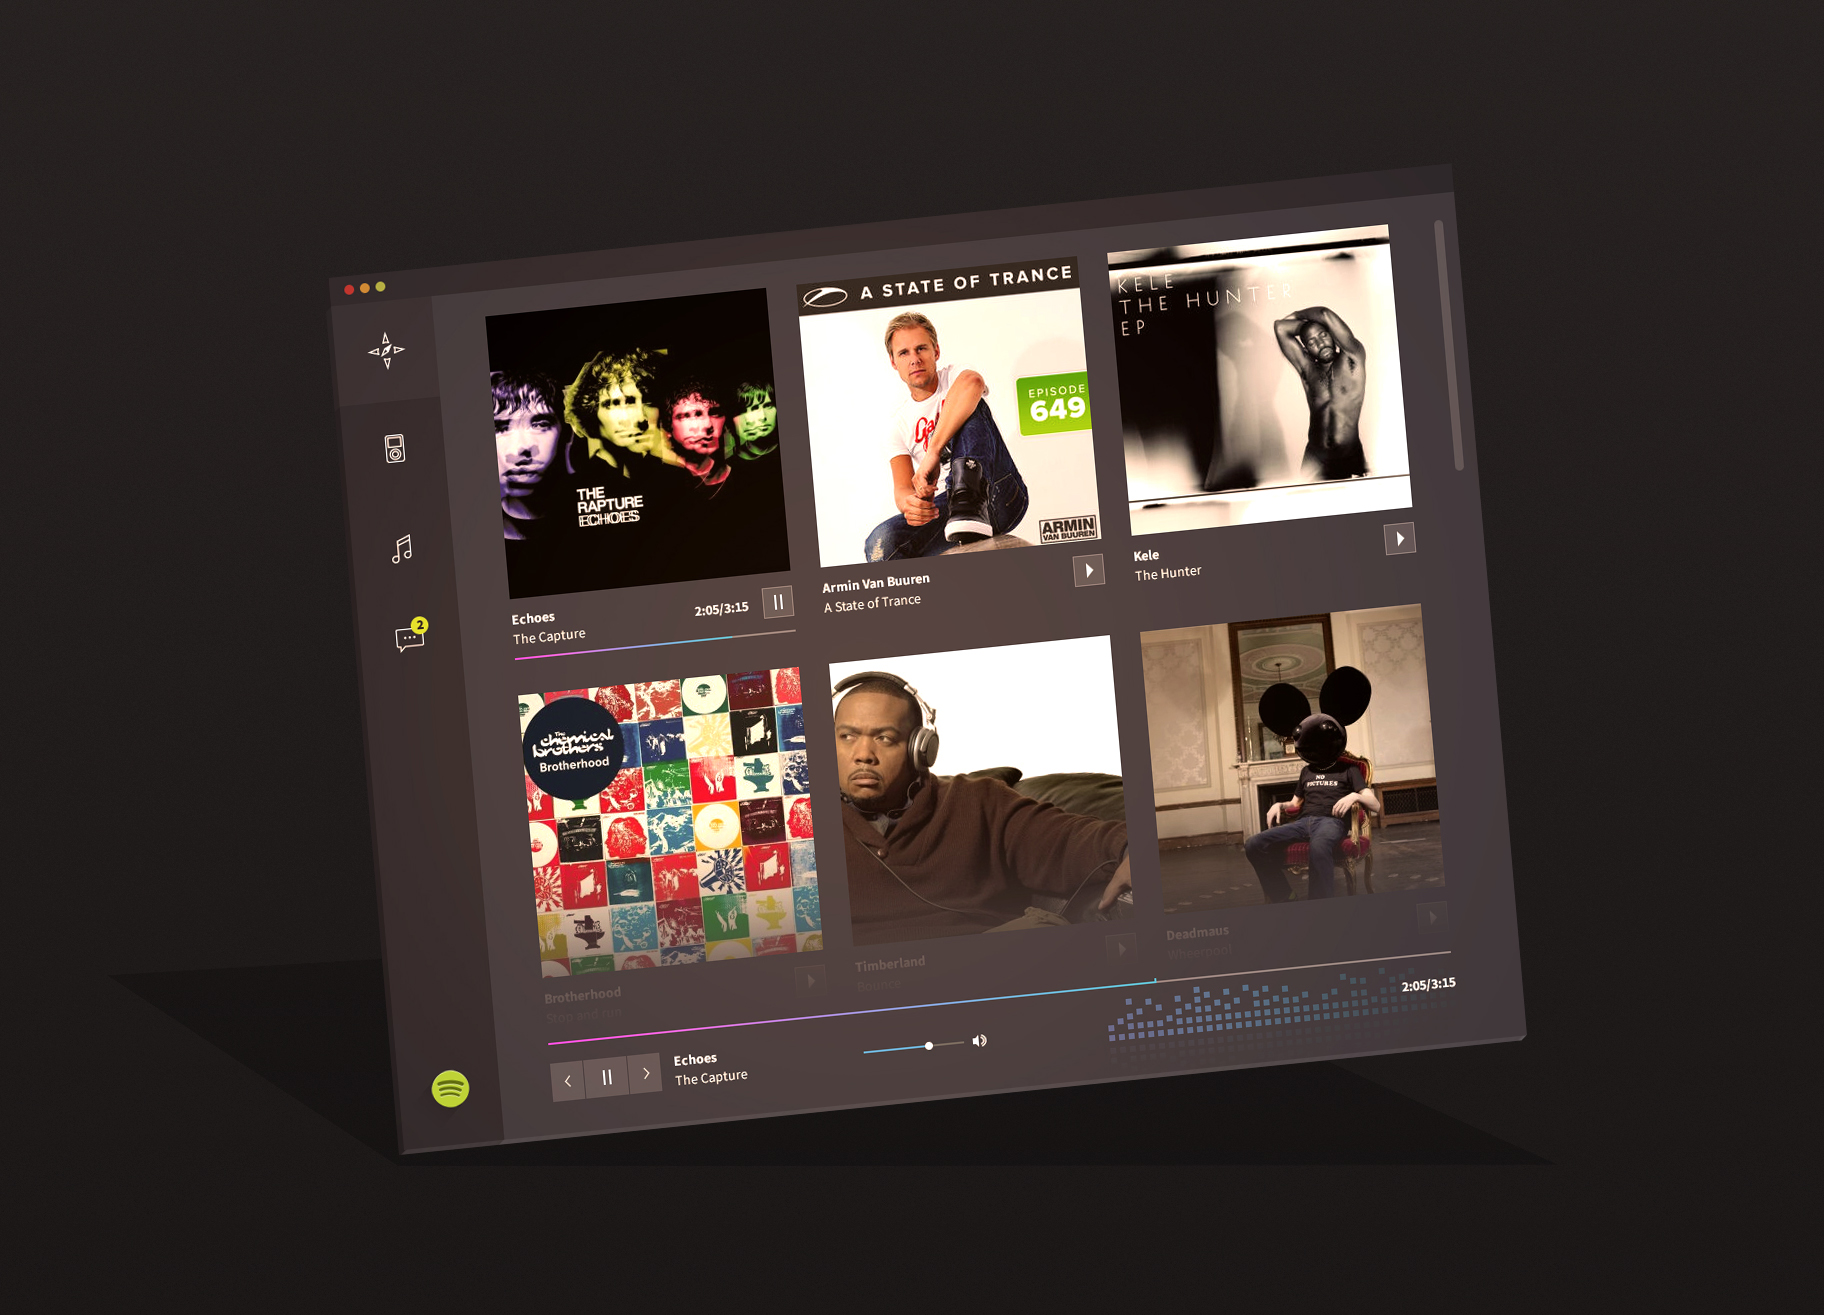 2
THE
RAPTURE
ECHOES
Echoes
The Capture
2:05/3:15
A STATE OF TRANCE
EPISODE
649
ARMIN
VAN BUUREN
Armin Van Buuren
A State of Trance
KELE
THE HUNTER
EP
Kele
The Hunter
The
chemical
brothers
Brotherhood
Brotherhood
Stop and run
Timberland
Bounce
NO
PICTURES
Deadmaus
2:05/3:15
Echoes
The Capture